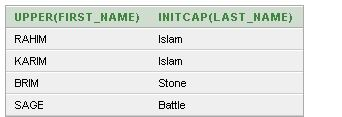 UPPER(FIRST_NAME) INITCAP(LAST_NAME)
RAHIM Islam
KARIM Islam
BRIM Stone
SAGE Battle